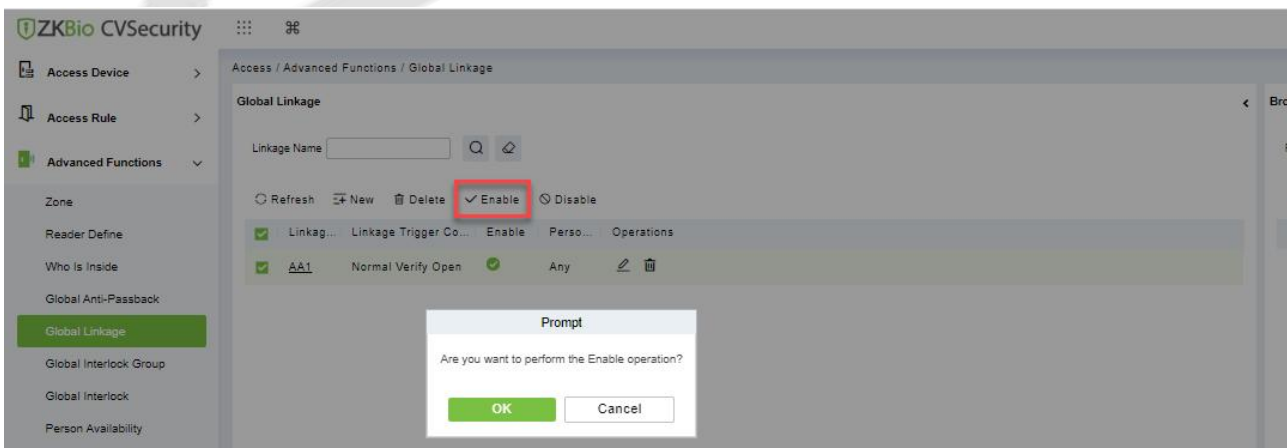 ZKBio CVSecurity
Access Device
Access Rule
Advanced Functions
Zone
Reader Define
Who Is Inside
Global Anti-Passback
Global Linkage
Global Interlock Group
Global Interlock
Person Availability
Access / Advanced Functions / Global Linkage
Global Linkage
Linkage Name
Refresh New Delete Enable Disable
Linkag... Linkage Trigger Co... Enable Perso... Operations
AA1 Normal Verify Open Any
Prompt
Are you want to perform the Enable operation?
OK Cancel
Bro